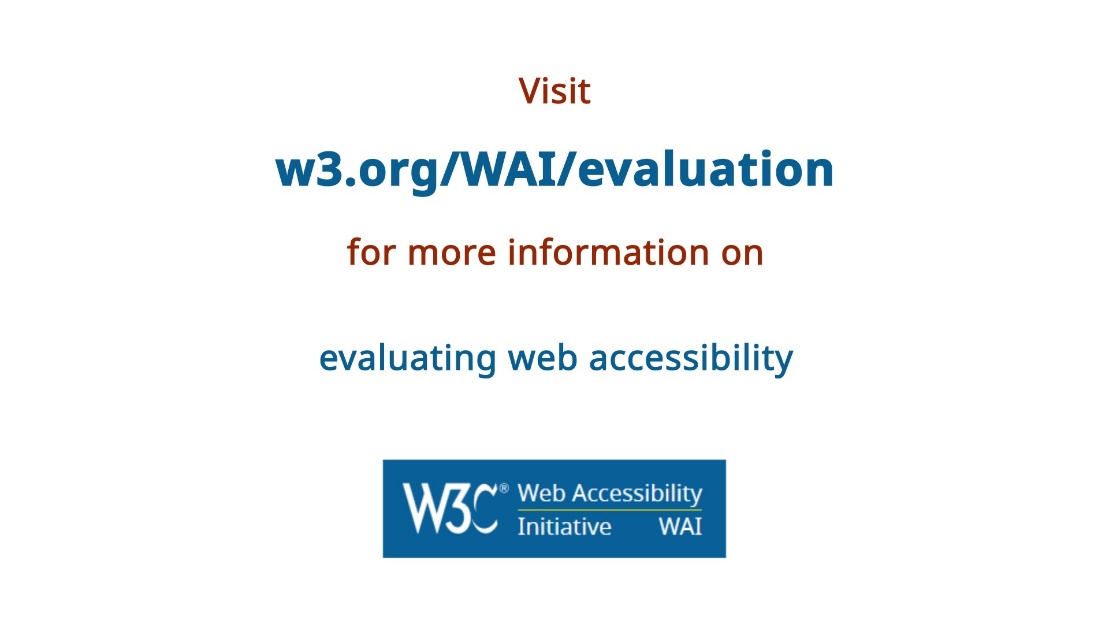 Visit
w3.org/WAI/evaluation
for more information on
evaluating web accessibility
W3C® Web Accessibility
Initiative WAI